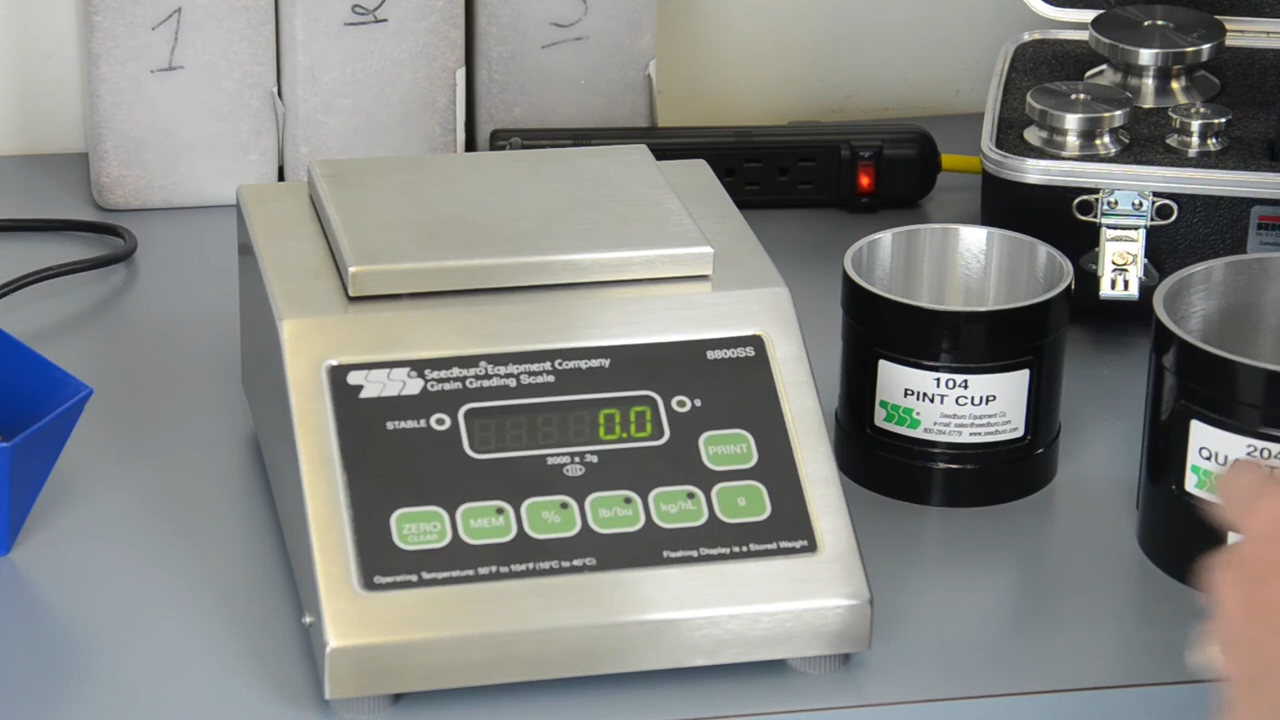 1
Seedburo® Equipment Company
Grain Grading Scale
8800SS
STABLE
0.0
g
2000 x .2g
PRINT
ZERO
CLEAR
MEM
%
lb/bu
kg/hL
g
Operating Temperature: 50°F to 104°F (10°C to 40°C)
Flashing Display is a Stored Weight
104
PINT CUP
Seedburo Equipment Co.
e-mail: sales@seedburo.com
800-284-5779 www.seedburo.com
204